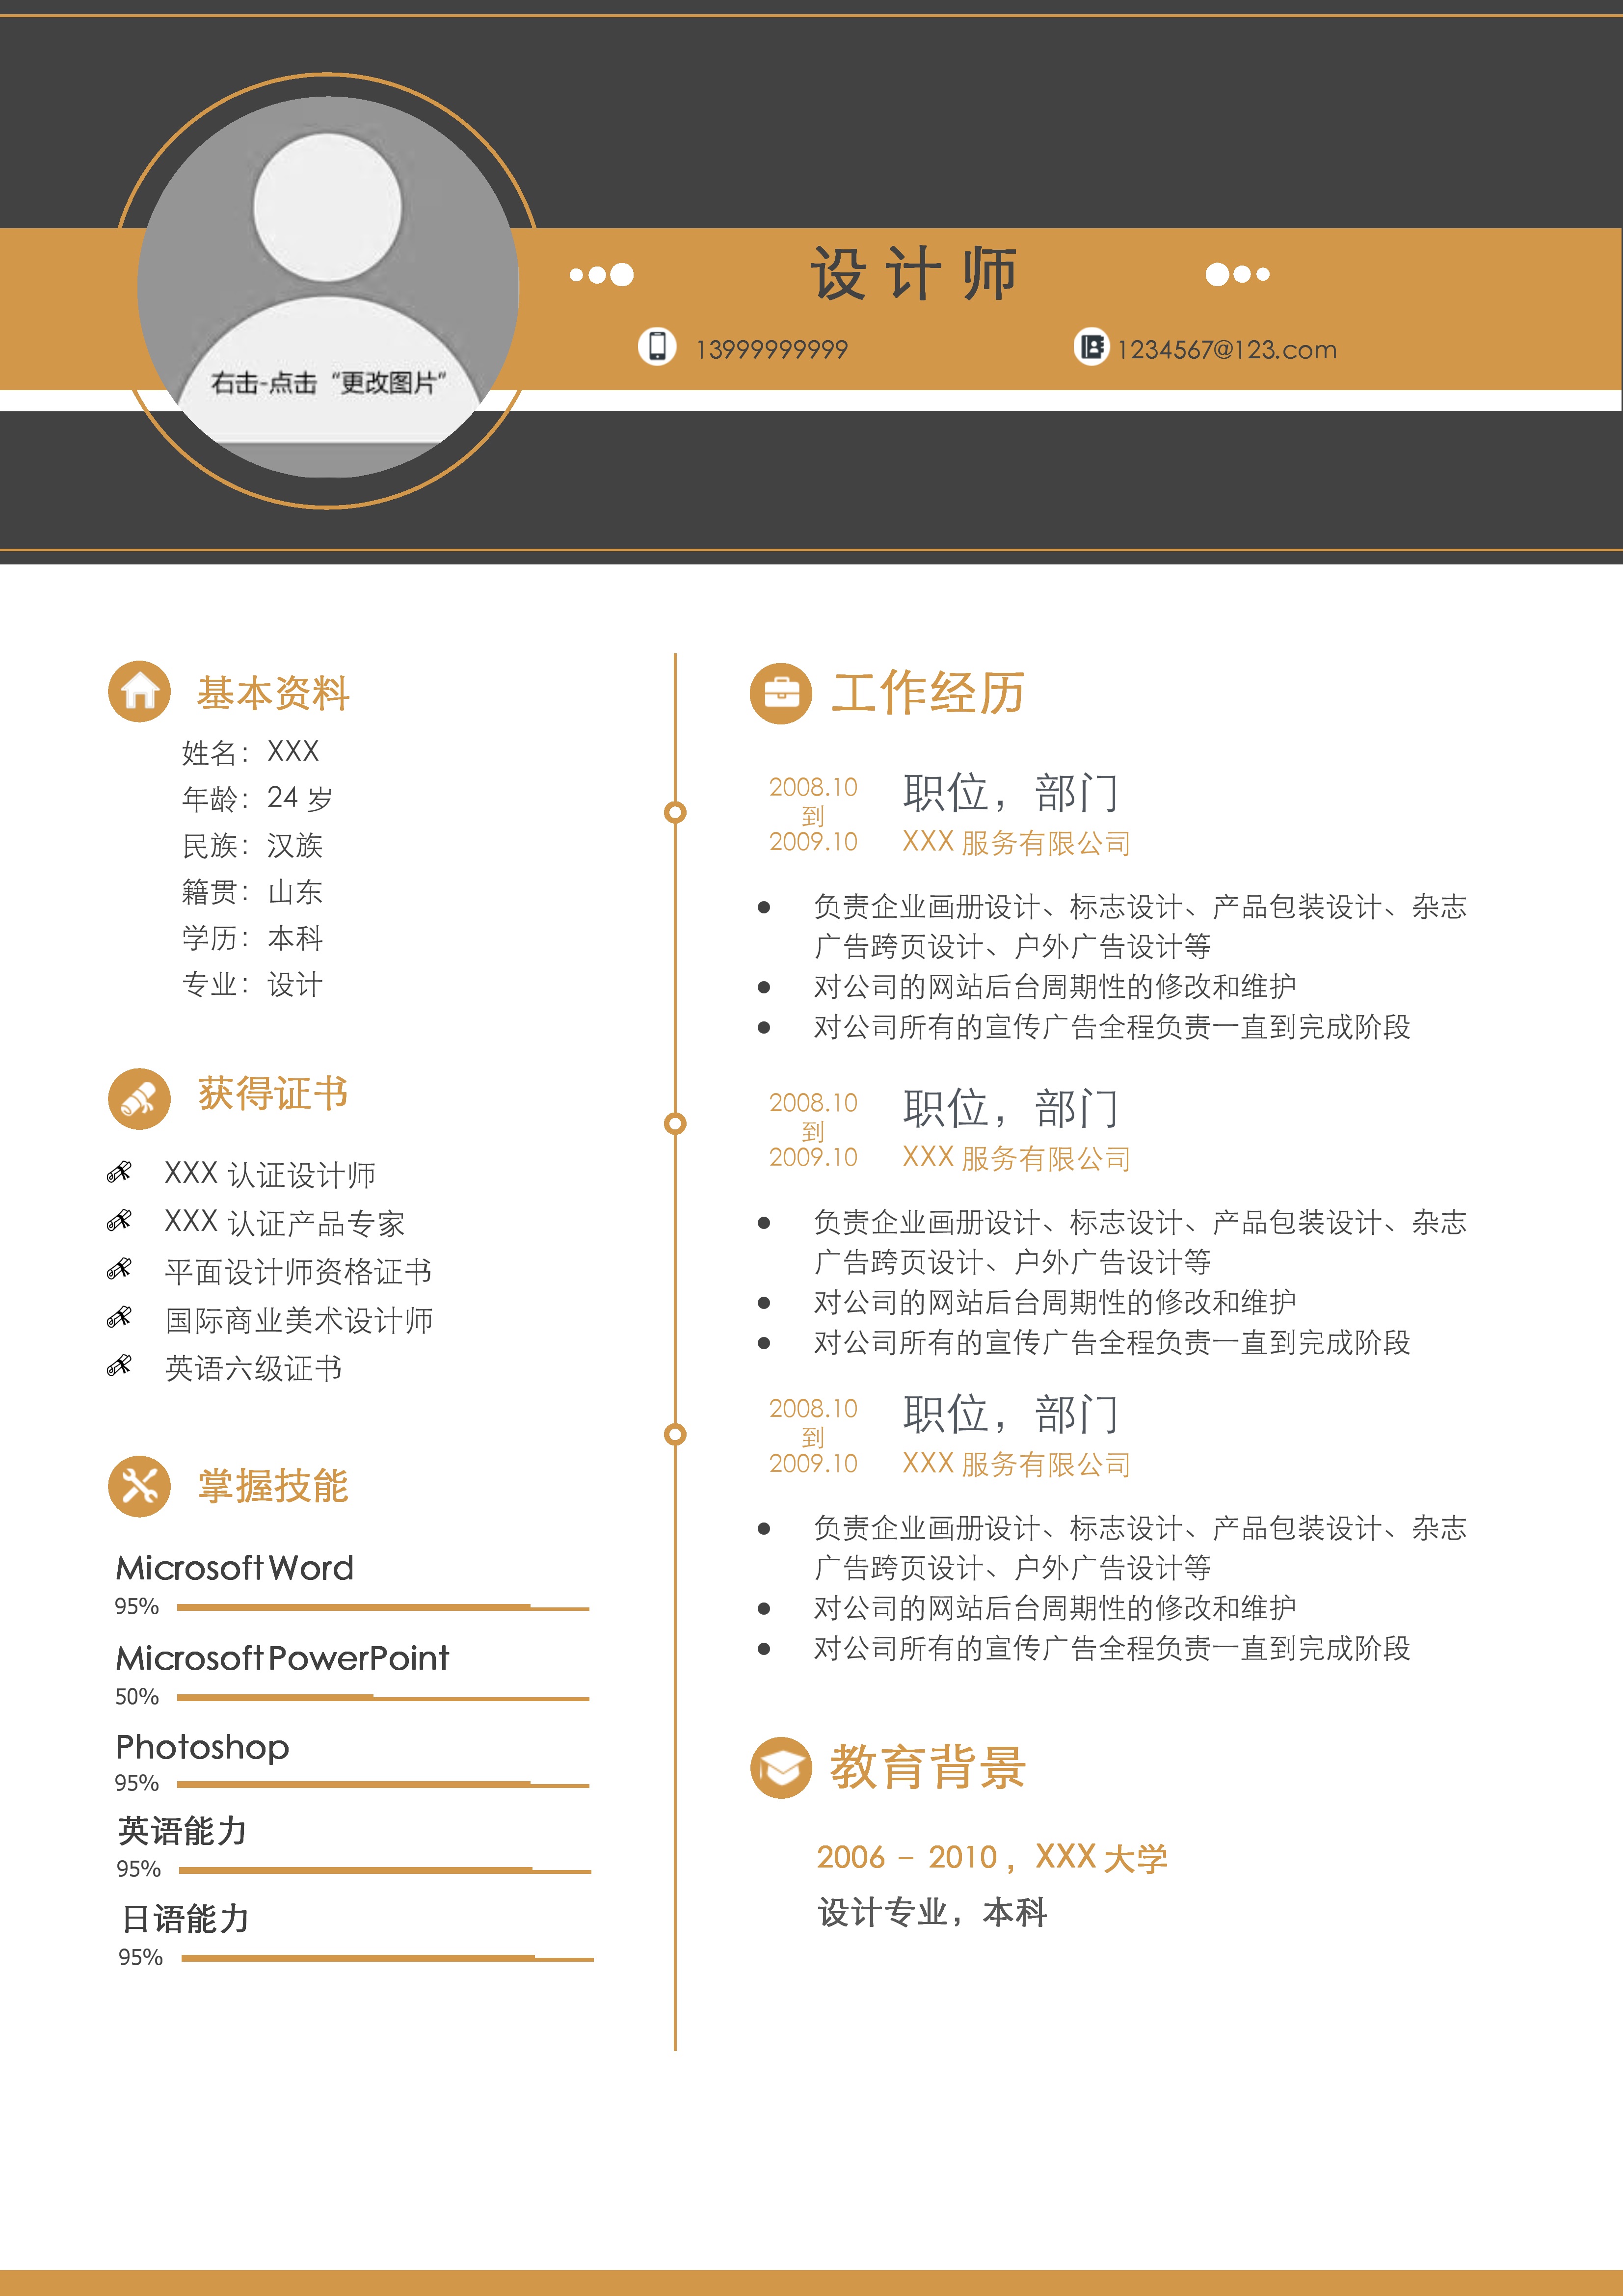 设计师
13999999999
1234567@123.com
右击-点击“更改图片”
基本资料
姓名：XXX
年龄：24 岁
民族：汉族
籍贯：山东
学历：本科
专业：设计
获得证书
XXX 认证设计师
XXX 认证产品专家
平面设计师资格证书
国际商业美术设计师
英语六级证书
掌握技能
Microsoft Word
95%
Microsoft PowerPoint
50%
Photoshop
95%
英语能力
95%
日语能力
95%
工作经历
2008.10
到
2009.10
职位，部门
XXX 服务有限公司
● 负责企业画册设计、标志设计、产品包装设计、杂志
广告跨页设计、户外广告设计等
● 对公司的网站后台周期性的修改和维护
● 对公司所有的宣传广告全程负责一直到完成阶段
2008.10
到
2009.10
职位，部门
XXX 服务有限公司
● 负责企业画册设计、标志设计、产品包装设计、杂志
广告跨页设计、户外广告设计等
● 对公司的网站后台周期性的修改和维护
● 对公司所有的宣传广告全程负责一直到完成阶段
2008.10
到
2009.10
职位，部门
XXX 服务有限公司
● 负责企业画册设计、标志设计、产品包装设计、杂志
广告跨页设计、户外广告设计等
● 对公司的网站后台周期性的修改和维护
● 对公司所有的宣传广告全程负责一直到完成阶段
教育背景
2006 – 2010，XXX 大学
设计专业，本科